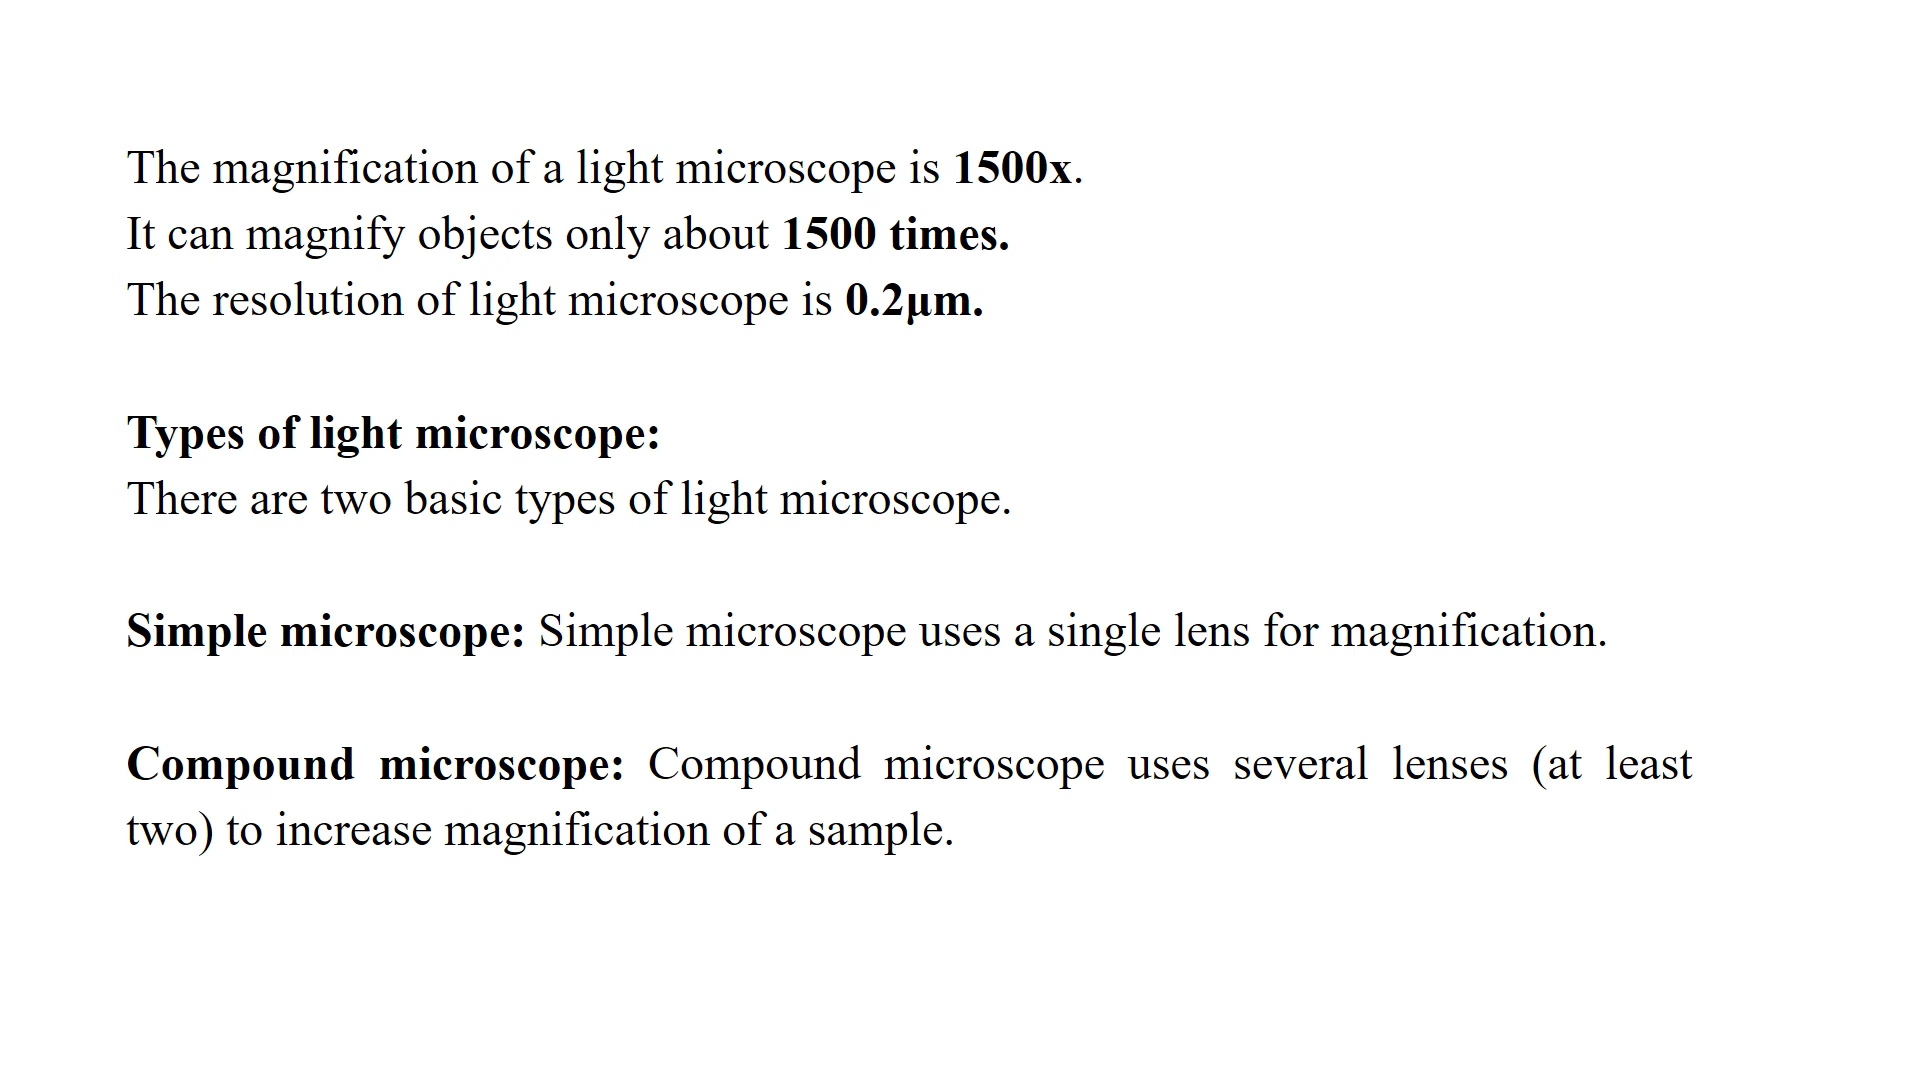 The magnification of a light microscope is 1500x.
It can magnify objects only about 1500 times.
The resolution of light microscope is 0.2μm.
Types of light microscope:
There are two basic types of light microscope.
Simple microscope: Simple microscope uses a single lens for magnification.
Compound microscope: Compound microscope uses several lenses (at least
two) to increase magnification of a sample.